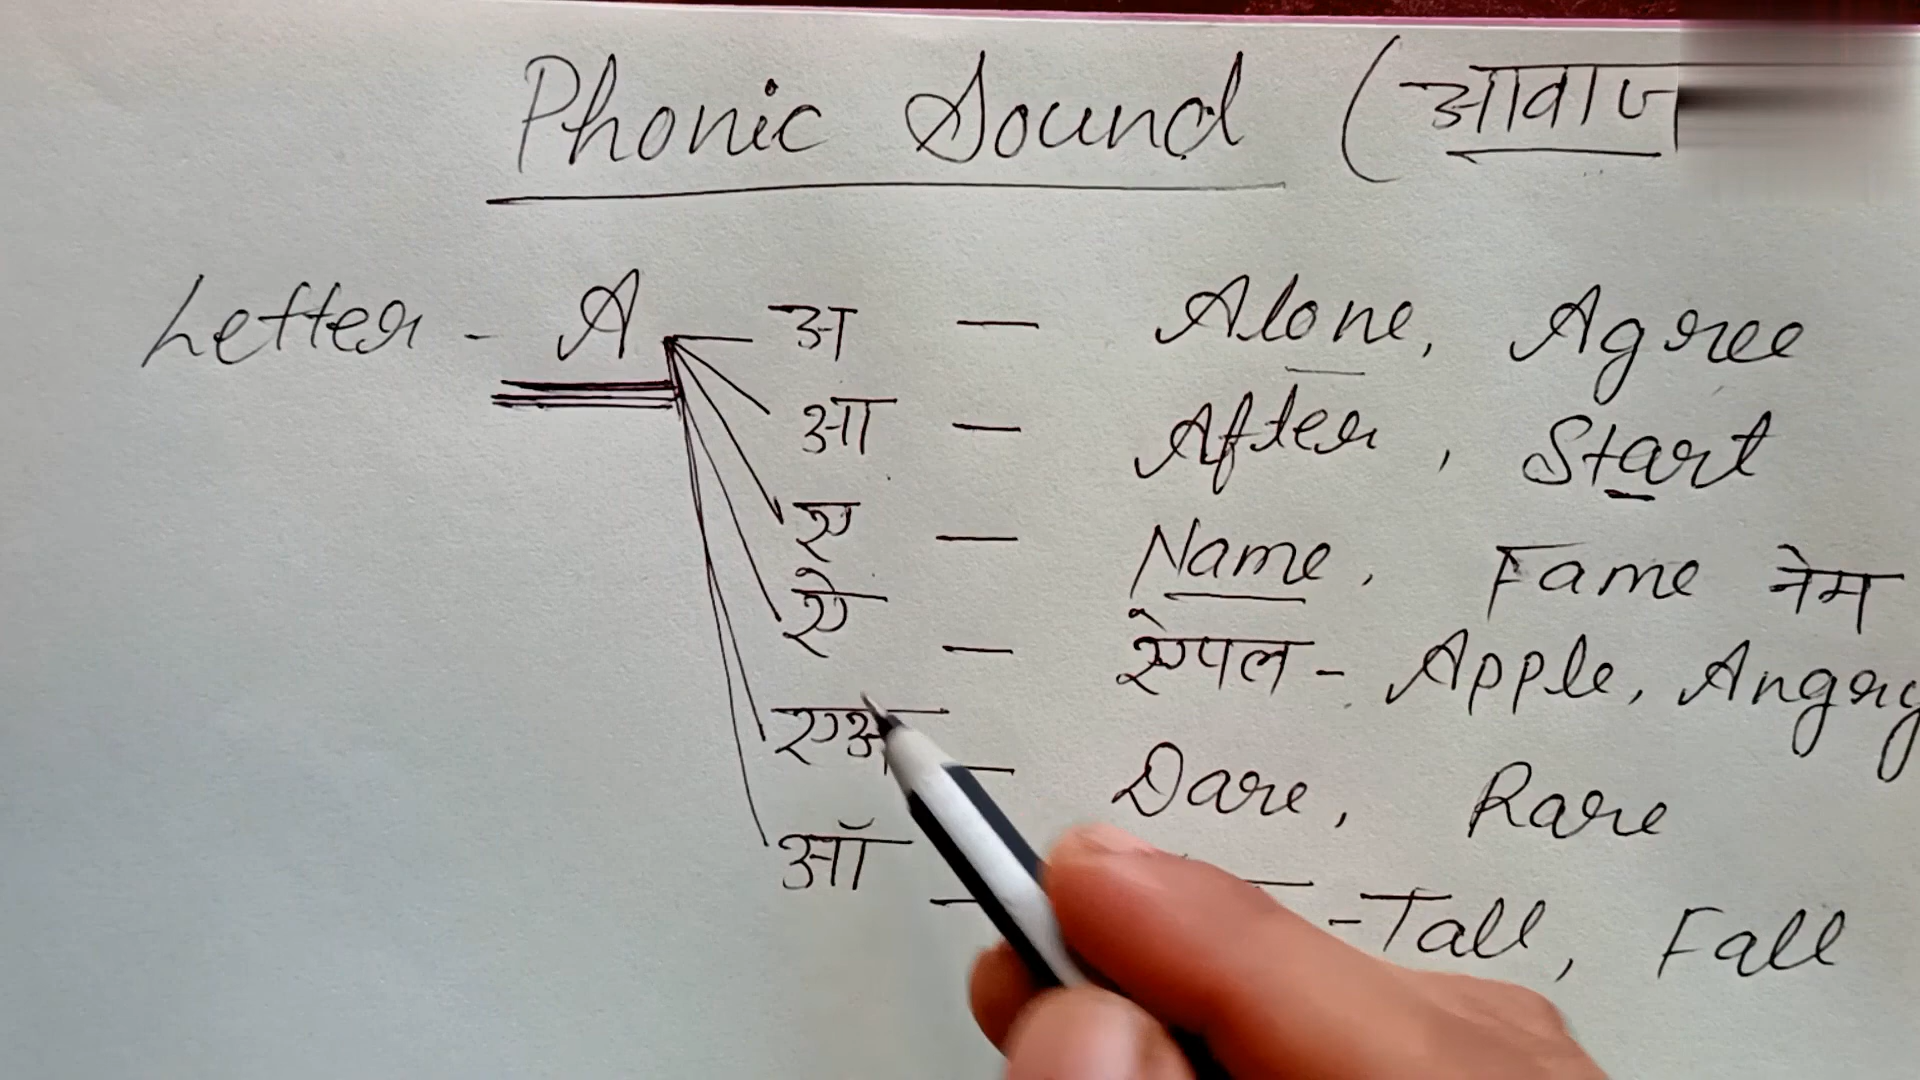 Phonic Sound (आवाज
Letter - A अ - Alone, Agree
आ - After, Start
ए - Name, Fame नेम
ऐ - ऐपल - Apple, Angry
एअ - Dare, Rare
ऑ - - Tall, Fall